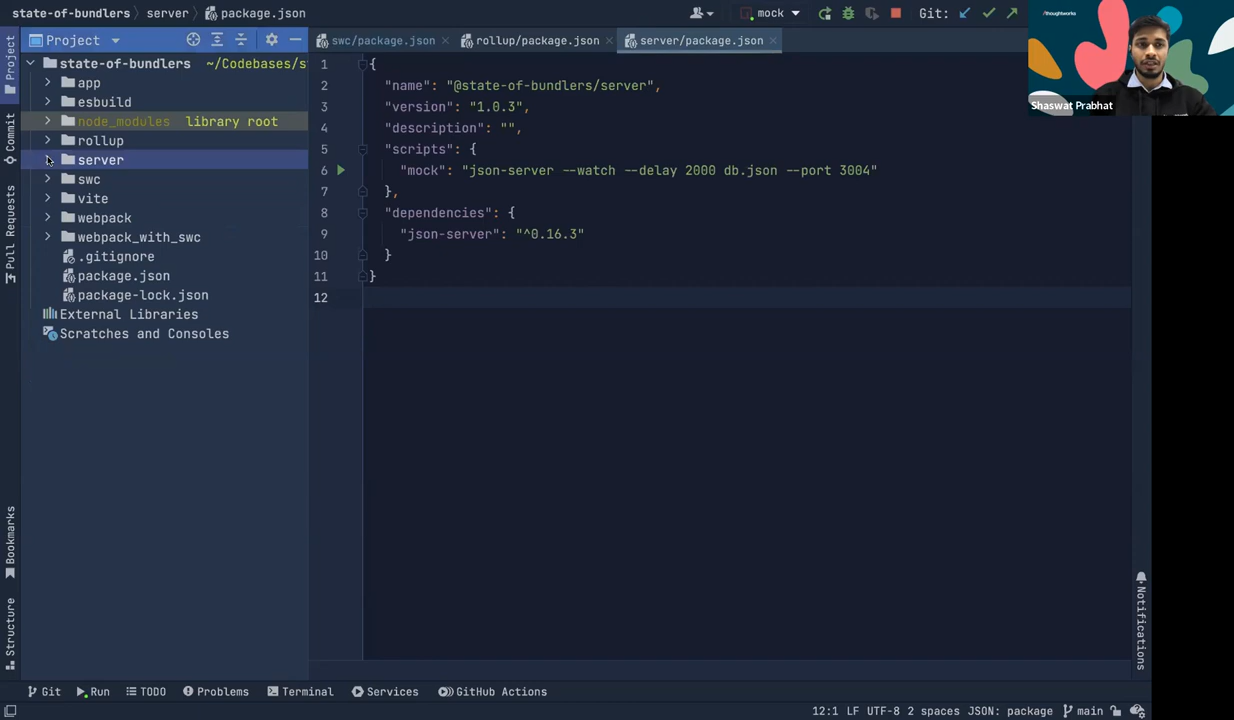 state-of-bundlers server package.json
mock
Git:
/thoughtworks
Shaswat Prabhat
Project
swc/package.json
rollup/package.json
server/package.json
Project
Commit
Pull Requests
Bookmarks
Structure
state-of-bundlers ~/Codebases/s
app
esbuild
node_modules library root
rollup
server
swc
vite
webpack
webpack_with_swc
.gitignore
package.json
package-lock.json
External Libraries
Scratches and Consoles
1 {
2 "name": "@state-of-bundlers/server",
3 "version": "1.0.3",
4 "description": "",
5 "scripts": {
6 "mock": "json-server --watch --delay 2000 db.json --port 3004"
7 },
8 "dependencies": {
9 "json-server": "^0.16.3"
10 }
11 }
12
Notifications
Git Run TODO Problems Terminal Services GitHub Actions
12:1 LF UTF-8 2 spaces JSON: package main